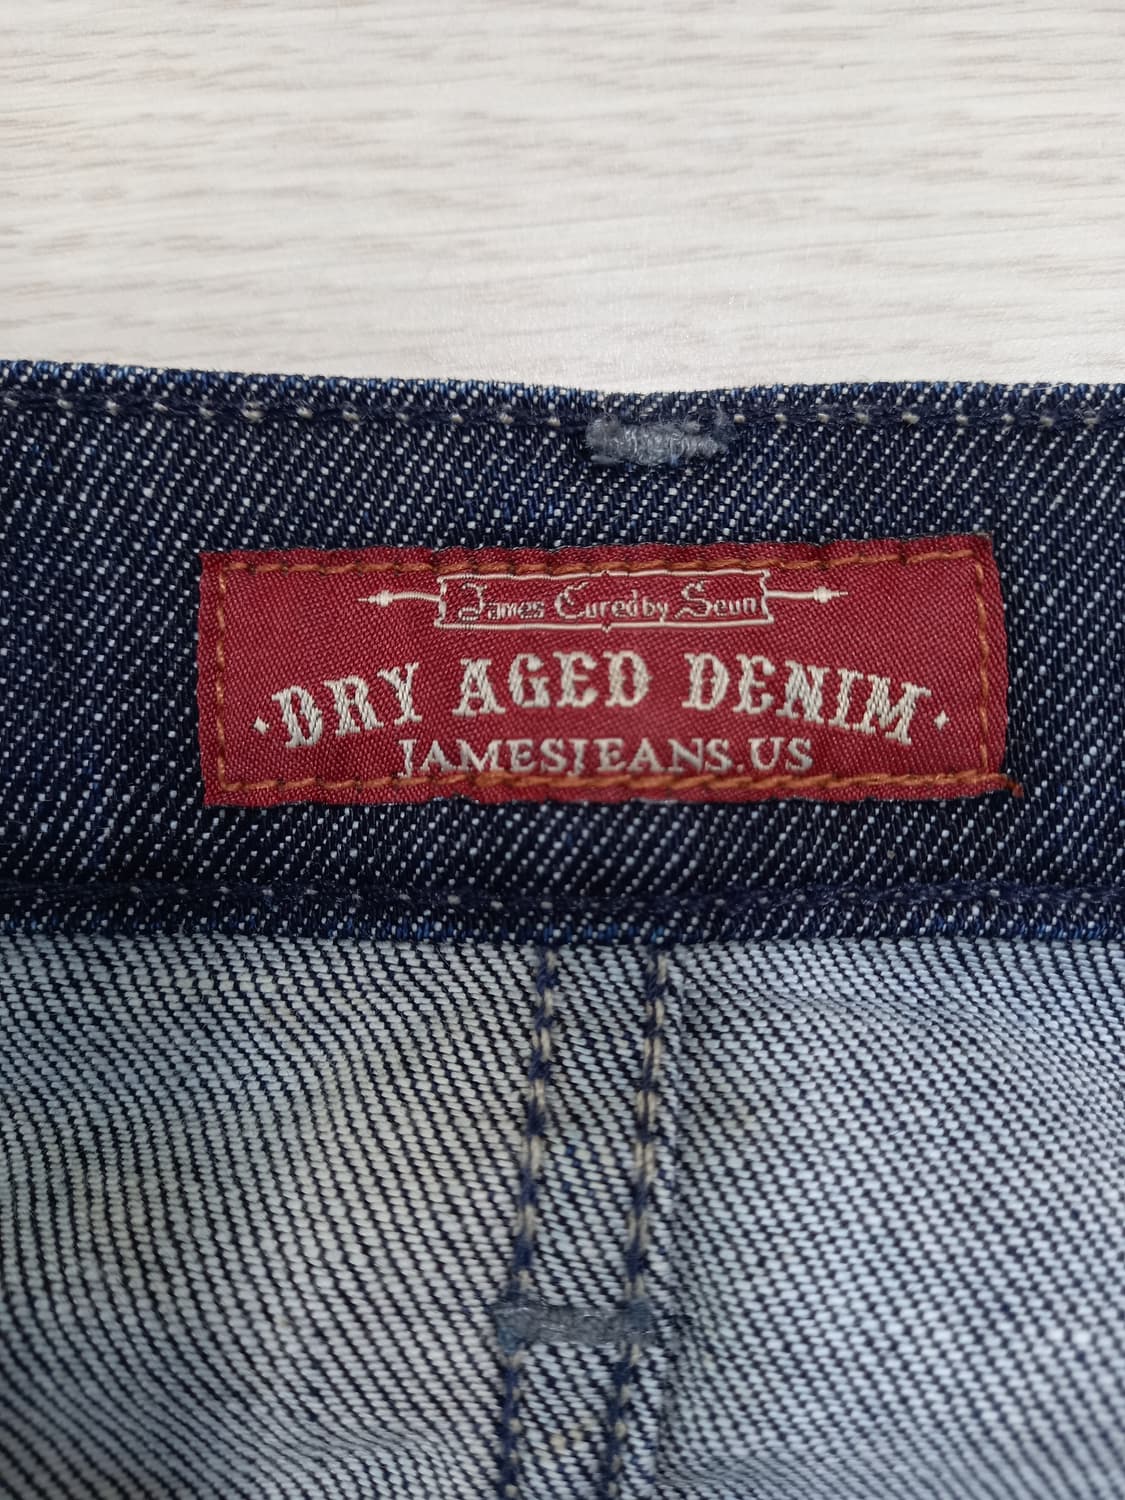 James Cured by Seun
DRY AGED DENIM
JAMESJEANS.US